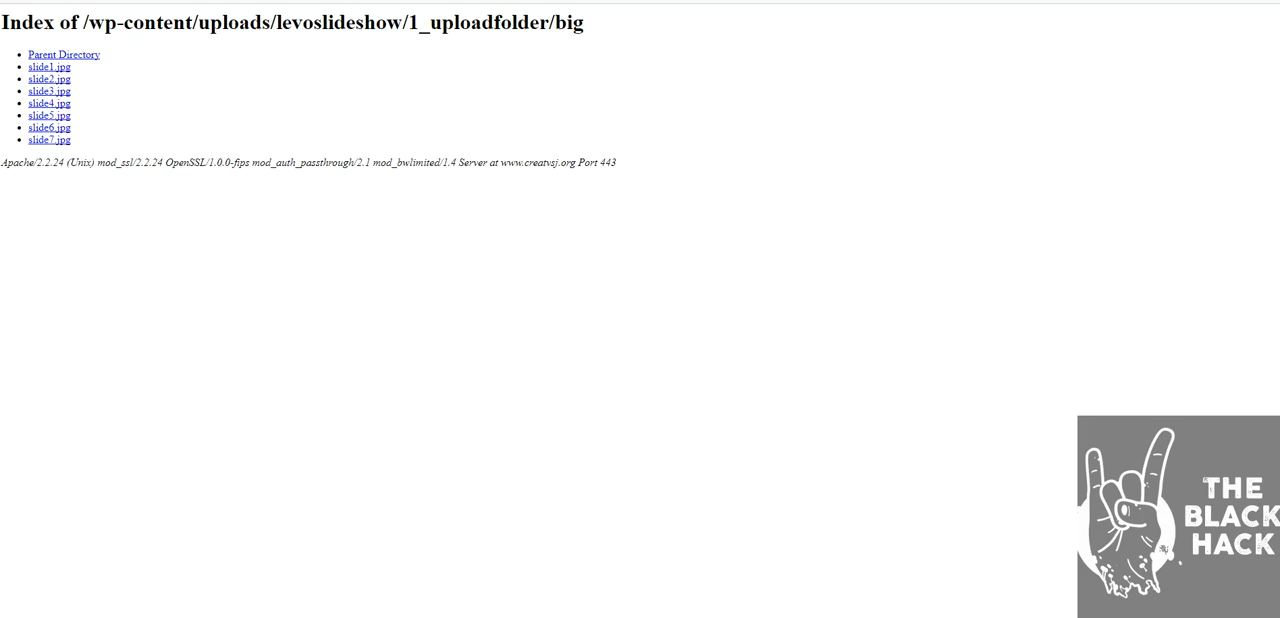 Index of /wp-content/uploads/levoslideshow/1_uploadfolder/big
Parent Directory
slide1.jpg
slide2.jpg
slide3.jpg
slide4.jpg
slide5.jpg
slide6.jpg
slide7.jpg
Apache/2.2.24 (Unix) mod_ssl/2.2.24 OpenSSL/1.0.0-fips mod_auth_passthrough/2.1 mod_bwlimited/1.4 Server at www.creatvsj.org Port 443
THE
BLACK
HACK